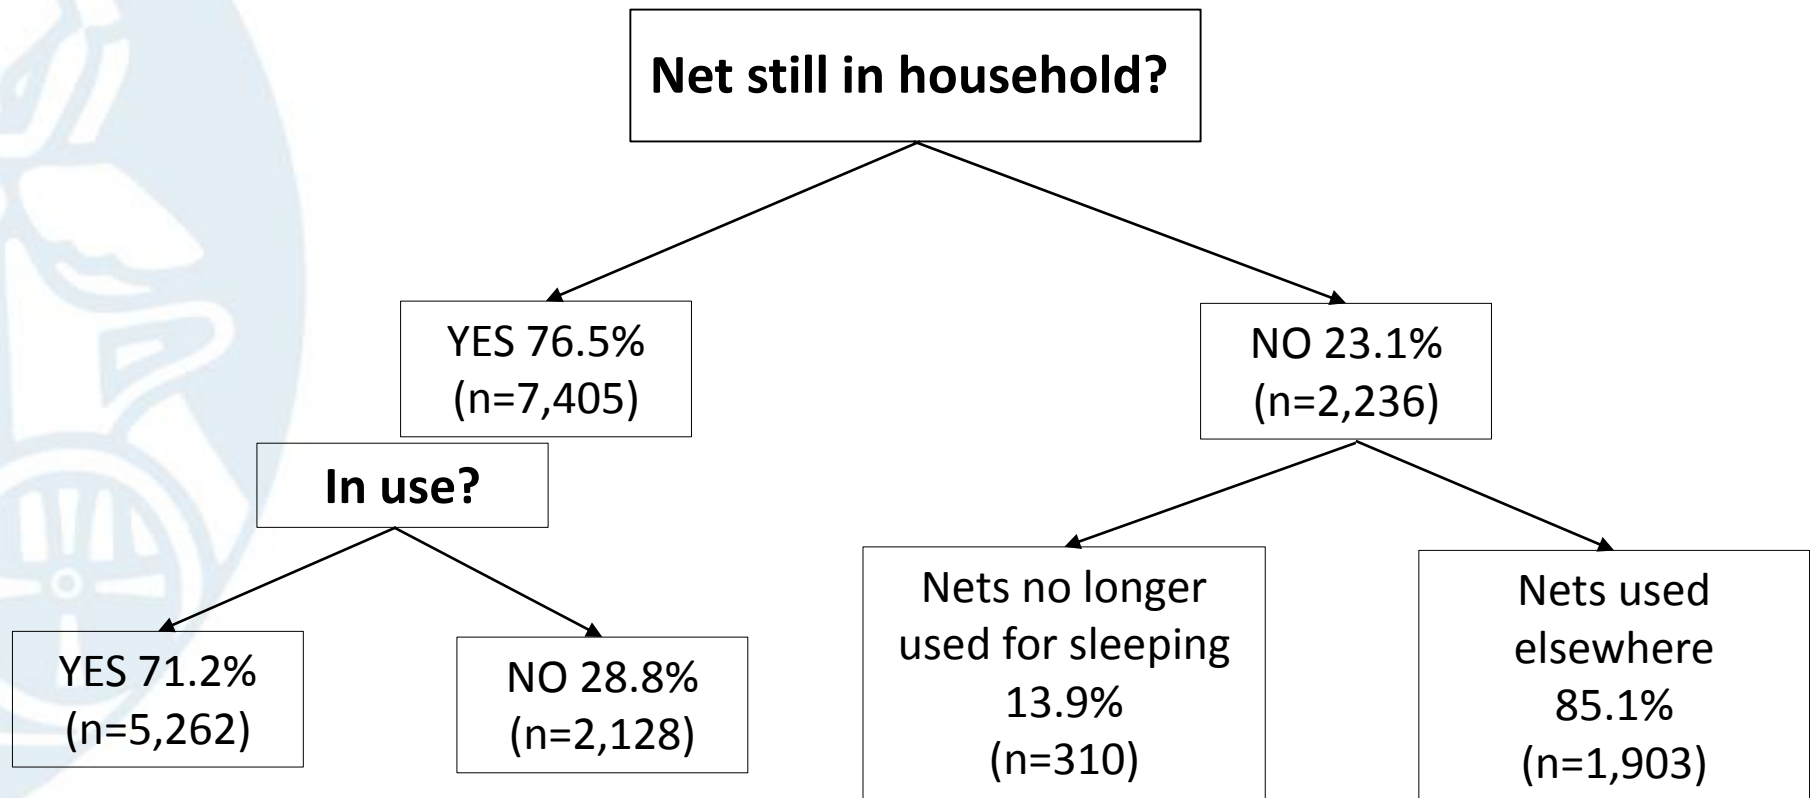 Net still in household?
YES 76.5%
(n=7,405)
NO 23.1%
(n=2,236)
In use?
YES 71.2%
(n=5,262)
NO 28.8%
(n=2,128)
Nets no longer
used for sleeping
13.9%
(n=310)
Nets used
elsewhere
85.1%
(n=1,903)